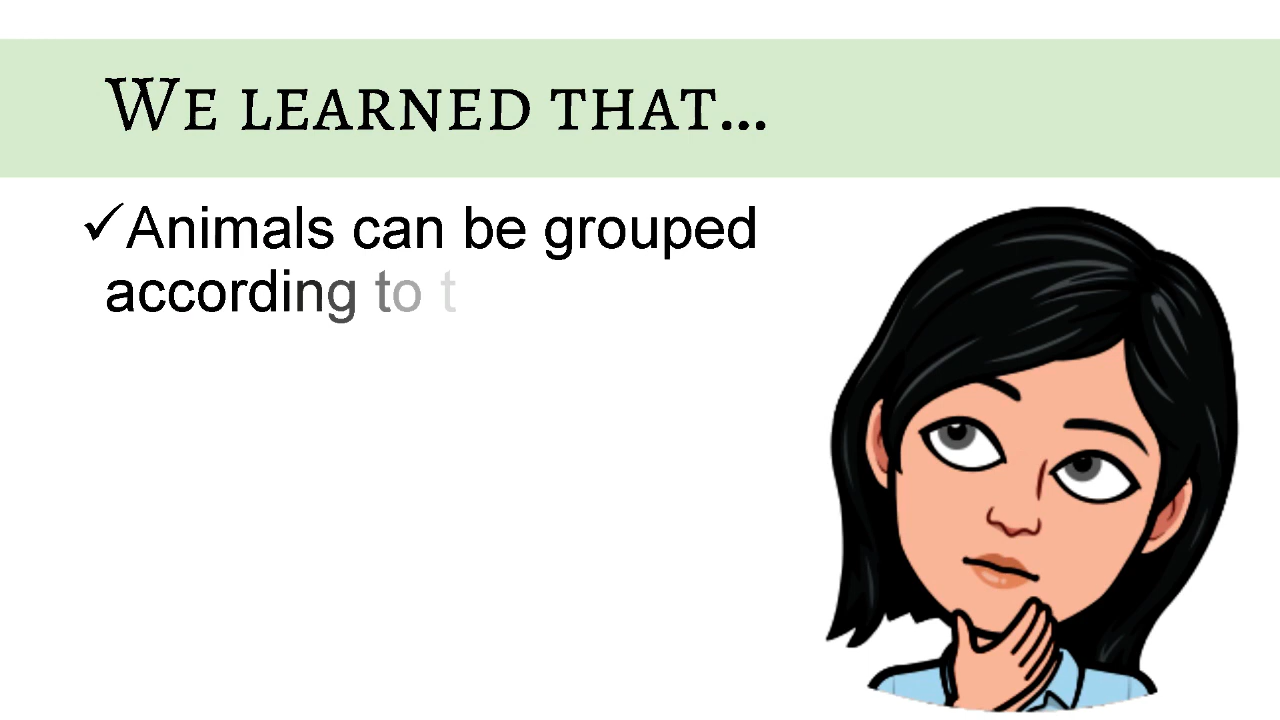 We learned that...
✓Animals can be grouped
according to t